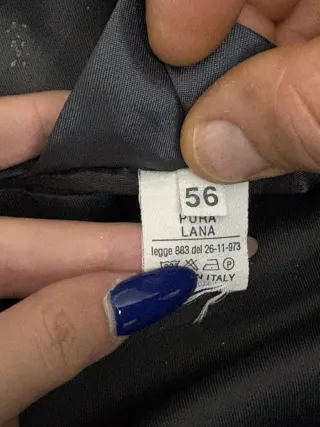 56
PURA
LANA
legge 883 del 26-11-973
P
N ITALY